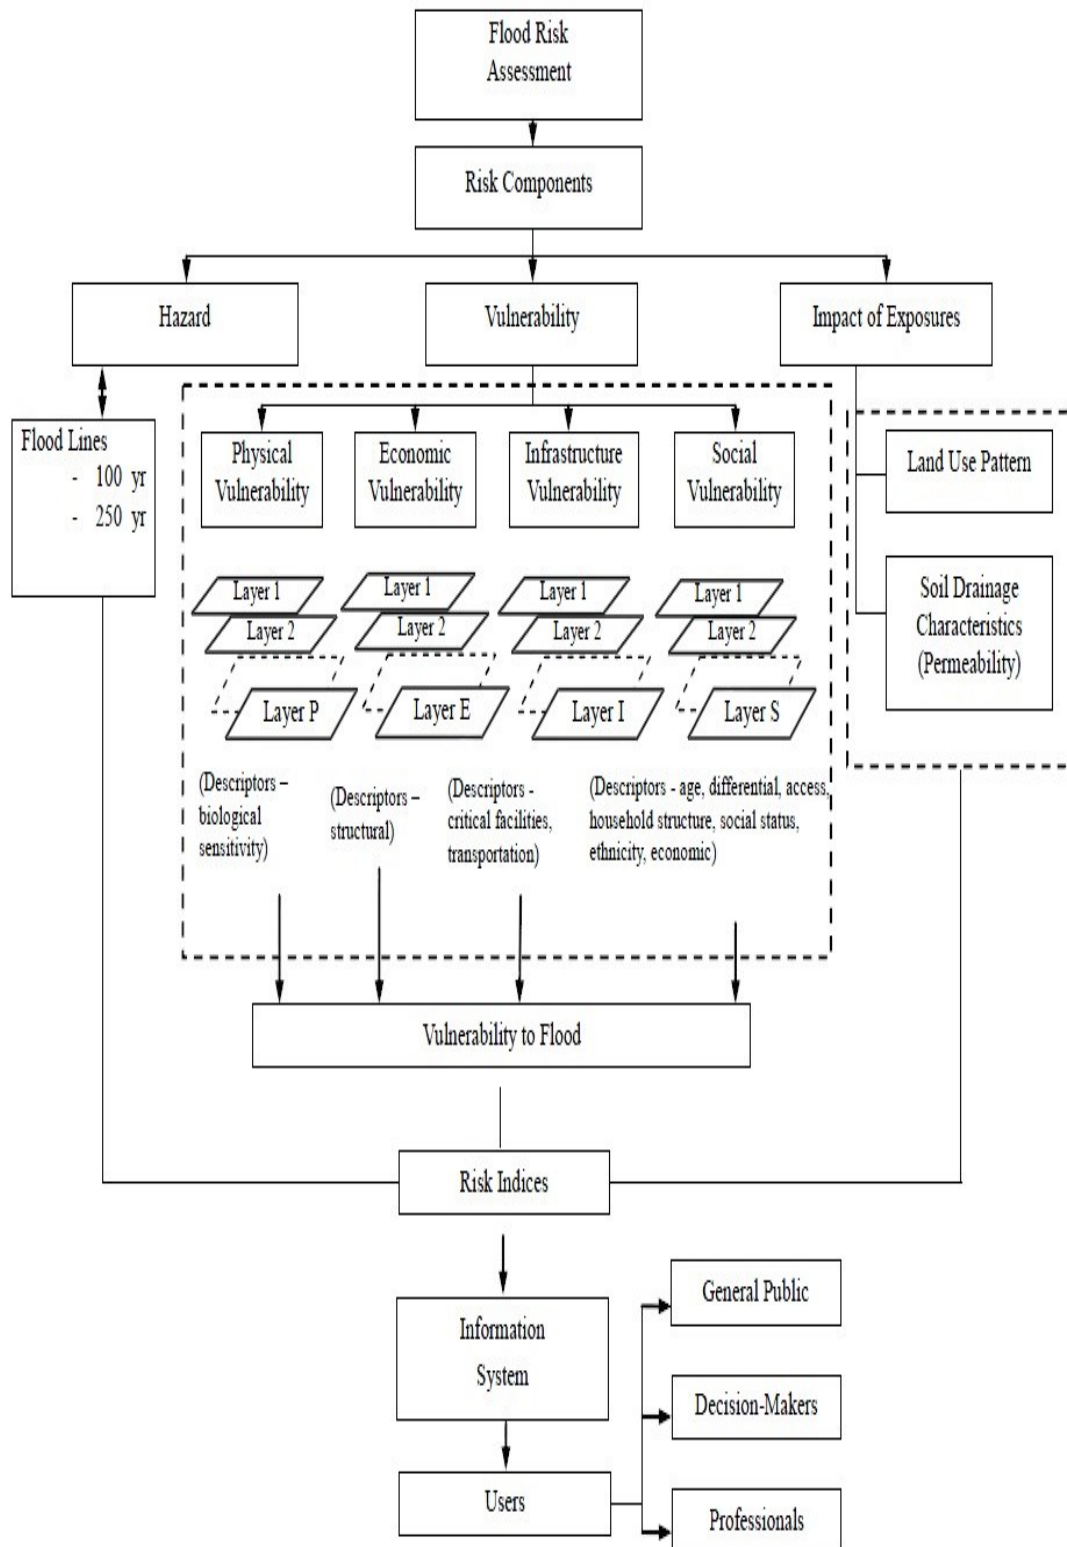 Flood Risk
Assessment
Risk Components
Hazard
Vulnerability
Impact of Exposures
Flood Lines
- 100 yr
- 250 yr
Physical
Vulnerability
Economic
Vulnerability
Infrastructure
Vulnerability
Social
Vulnerability
Land Use Pattern
Soil Drainage
Characteristics
(Permeability)
Layer 1
Layer 2
Layer P
Layer 1
Layer 2
Layer E
Layer 1
Layer 2
Layer I
Layer 1
Layer 2
Layer S
(Descriptors –
biological
sensitivity)
(Descriptors –
structural)
(Descriptors -
critical facilities,
transportation)
(Descriptors - age, differential, access,
household structure, social status,
ethnicity, economic)
Vulnerability to Flood
Risk Indices
Information
System
Users
General Public
Decision-Makers
Professionals